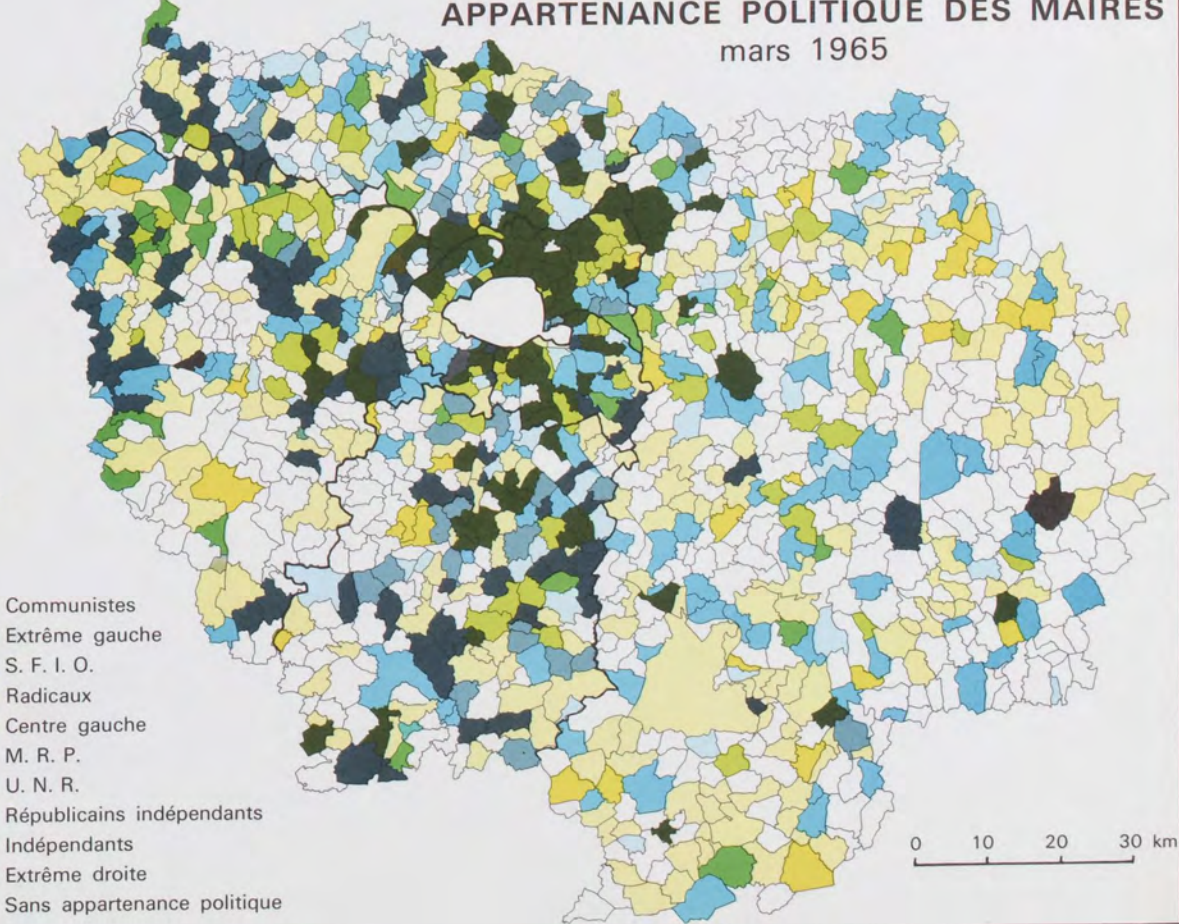 APPARTENANCE POLITIQUE DES MAIRES
mars 1965
Communistes
Extrême gauche
S. F. I. O.
Radicaux
Centre gauche
M. R. P.
U. N. R.
Républicains indépendants
Indépendants
Extrême droite
Sans appartenance politique
0 10 20 30 km